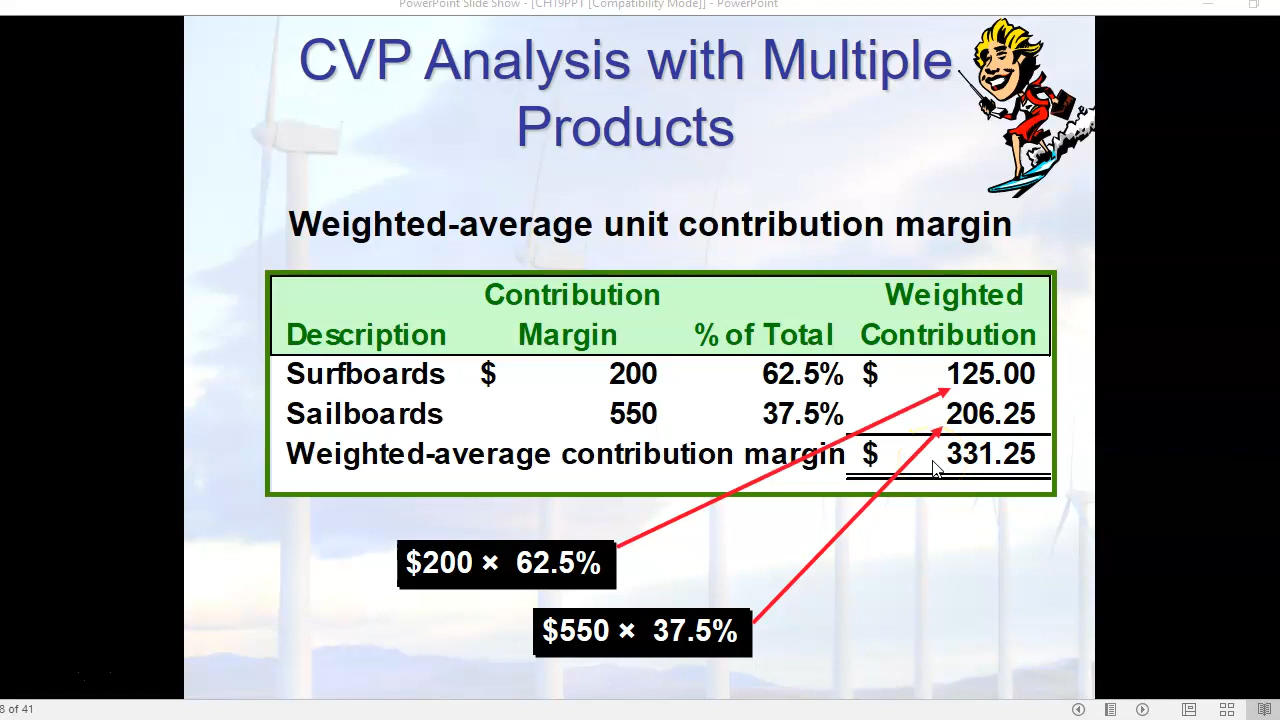 PowerPoint Slide Show - [CH19PPT [Compatibility Mode]] - PowerPoint
CVP Analysis with Multiple
Products
Weighted-average unit contribution margin
Contribution Weighted
Description Margin % of Total Contribution
Surfboards $ 200 62.5% $ 125.00
Sailboards 550 37.5% 206.25
Weighted-average contribution margin $ 331.25
$200 × 62.5%
$550 × 37.5%
8 of 41